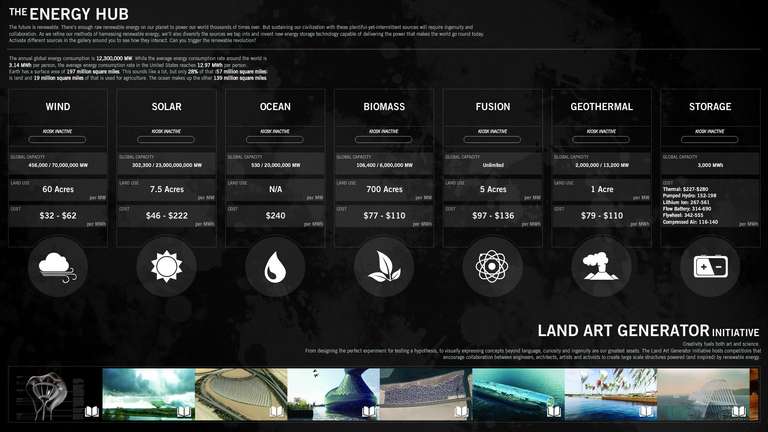 THE ENERGY HUB
The future is renewable. There's enough raw renewable energy on our planet to power our world thousands of times over. But sustaining our civilization with these plentiful-yet-intermittent sources will require ingenuity and
collaboration. As we refine our methods of harnessing renewable energy, we'll also diversify the sources we tap into and invent new energy storage technology capable of delivering the power that makes the world go round today.
Activate different sources in the gallery around you to see how they interact. Can you trigger the renewable revolution?
The annual global energy consumption is 12,300,000 MW. While the average energy consumption rate around the world is
3.14 MWh per person, the average energy consumption rate in the United States reaches 12.97 MWh per person.
Earth has a surface area of 197 million square miles. This sounds like a lot, but only 28% of that (57 million square miles)
is land and 19 million square miles of that is used for agriculture. The ocean makes up the other 139 million square miles.
WIND SOLAR OCEAN BIOMASS FUSION GEOTHERMAL STORAGE
KIOSK INACTIVE KIOSK INACTIVE KIOSK INACTIVE KIOSK INACTIVE KIOSK INACTIVE KIOSK INACTIVE KIOSK INACTIVE
GLOBAL CAPACITY GLOBAL CAPACITY GLOBAL CAPACITY GLOBAL CAPACITY GLOBAL CAPACITY GLOBAL CAPACITY GLOBAL CAPACITY
456,000 / 70,000,000 MW 302,300 / 23,000,000,000 MW 530 / 20,000,000 MW 106,400 / 6,000,000 MW Unlimited 2,000,000 / 13,200 MW 3,000 MWh
LAND USE LAND USE LAND USE LAND USE LAND USE LAND USE COST
60 Acres 7.5 Acres N/A 700 Acres 5 Acres 1 Acre
per MW per MW per MW per MW per MW
COST COST COST COST COST COST
$32 - $62 $46 - $222 $240 $77 - $110 $97 - $136 $79 - $110
per MWh per MWh per MWh per MWh per MWh per MWh
Thermal: $227-$280
Pumped Hydro: 152-198
Lithium Ion: 267-561
Flow Battery: 314-690
Flywheel: 342-555
Compressed Air: 116-140
per MWh
LAND ART GENERATOR INITIATIVE
Creativity fuels both art and science.
From designing the perfect experiment for testing a hypothesis, to visually expressing concepts beyond language, curiosity and ingenuity are our greatest assets. The Land Art Generator Initiative hosts competitions that
encourage collaboration between engineers, architects, artists and activists to create large scale structures powered (and inspired) by renewable energy.